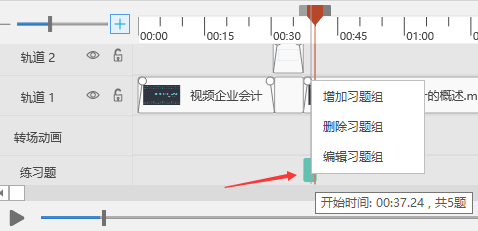 00:00 00:15 00:30 00:45 01:00
轨道 2
轨道 1
视频企业会计
计的概述.m
增加习题组
删除习题组
编辑习题组
转场动画
练习题
开始时间: 00:37.24 , 共5题